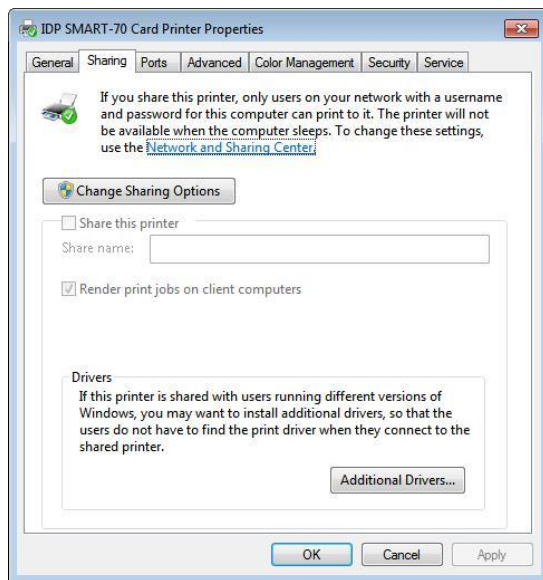 IDP SMART-70 Card Printer Properties
General Sharing Ports Advanced Color Management Security Service
If you share this printer, only users on your network with a username
and password for this computer can print to it. The printer will not
be available when the computer sleeps. To change these settings,
use the Network and Sharing Center.
Change Sharing Options
Share this printer
Share name:
Render print jobs on client computers
Drivers
If this printer is shared with users running different versions of
Windows, you may want to install additional drivers, so that the
users do not have to find the print driver when they connect to the
shared printer.
Additional Drivers...
OK Cancel Apply